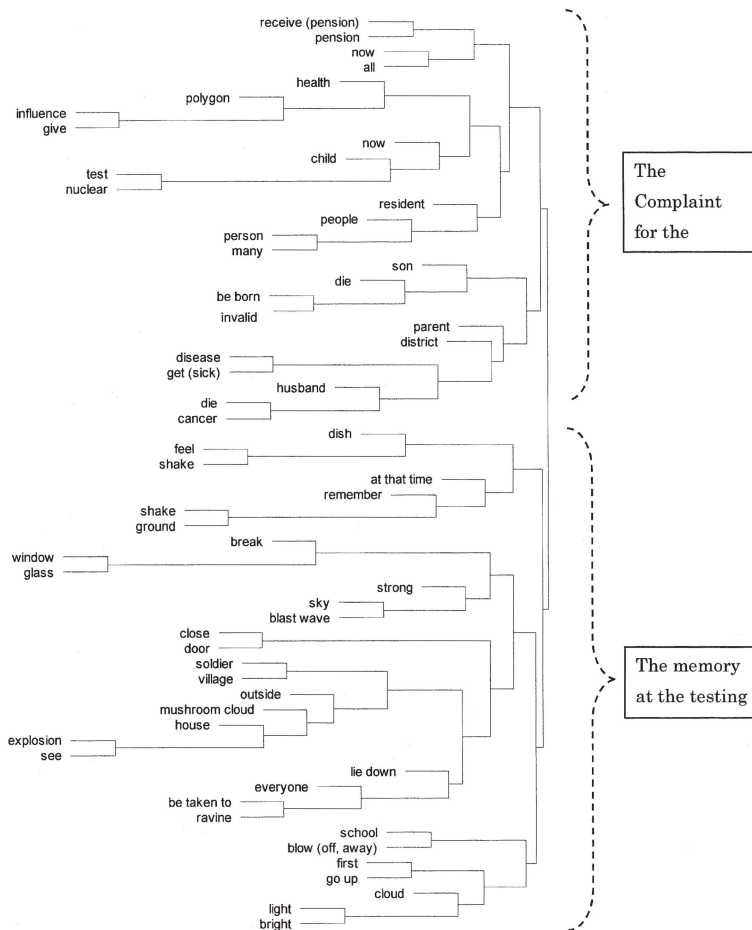 receive (pension)
pension
now
all
health
polygon
influence
give
now
child
test
nuclear
resident
people
person
many
son
die
be born
invalid
parent
district
disease
get (sick)
husband
die
cancer
dish
feel
shake
at that time
remember
shake
ground
break
window
glass
strong
sky
blast wave
close
door
soldier
village
outside
mushroom cloud
house
explosion
see
lie down
everyone
be taken to
ravine
school
blow (off, away)
first
go up
cloud
light
bright
The
Complaint
for the
The memory
at the testing